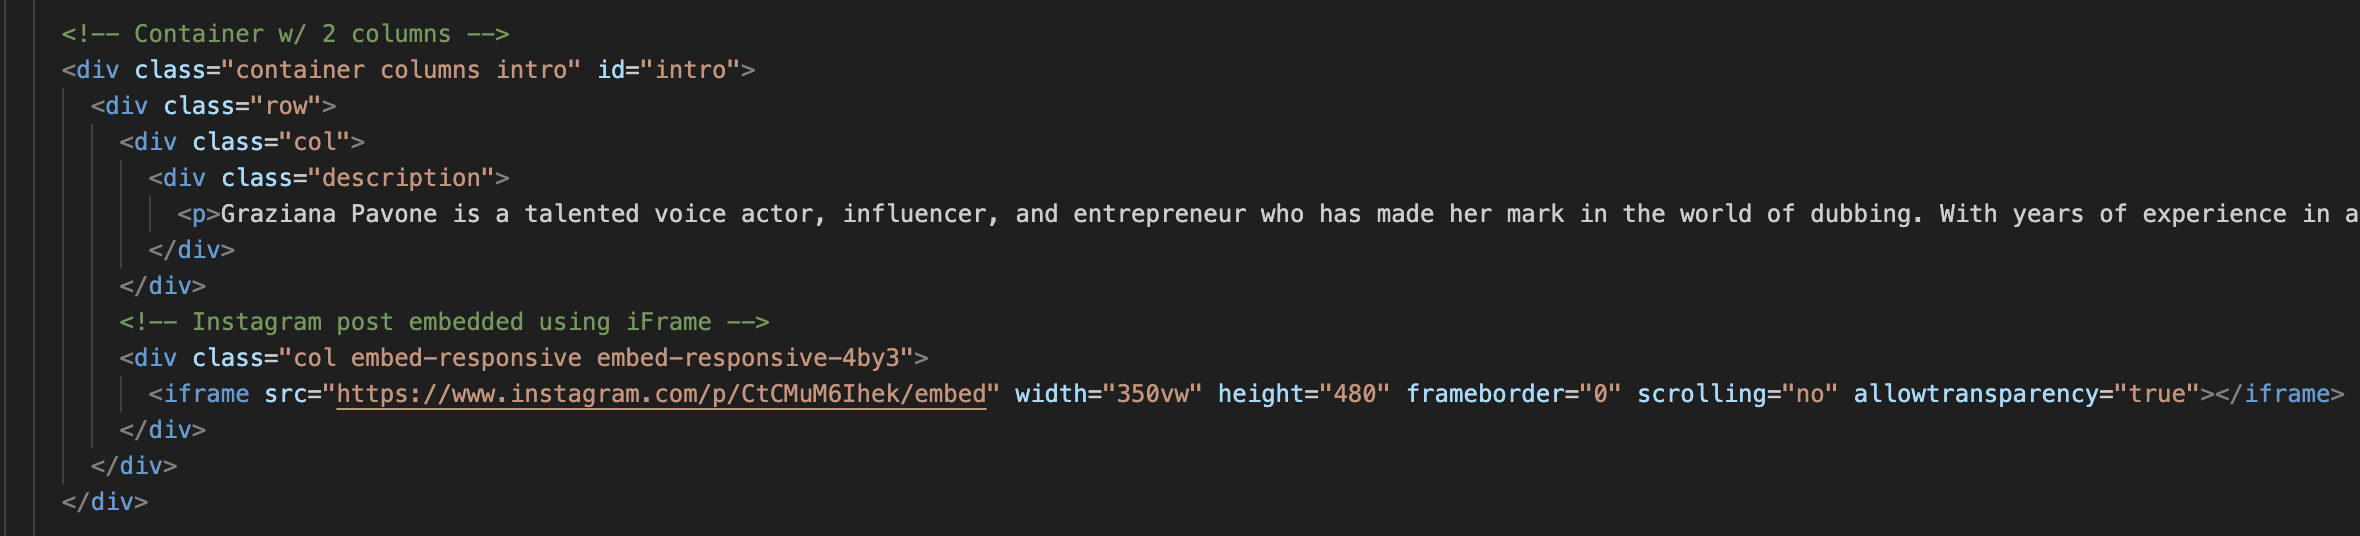 <!-- Container w/ 2 columns -->
<div class="container columns intro" id="intro">
<div class="row">
<div class="col">
<div class="description">
<p>Graziana Pavone is a talented voice actor, influencer, and entrepreneur who has made her mark in the world of dubbing. With years of experience in a
</div>
</div>
<!-- Instagram post embedded using iFrame -->
<div class="col embed-responsive embed-responsive-4by3">
<iframe src="https://www.instagram.com/p/CtCMuM6Ihek/embed" width="350vw" height="480" frameborder="0" scrolling="no" allowtransparency="true"></iframe>
</div>
</div>
</div>